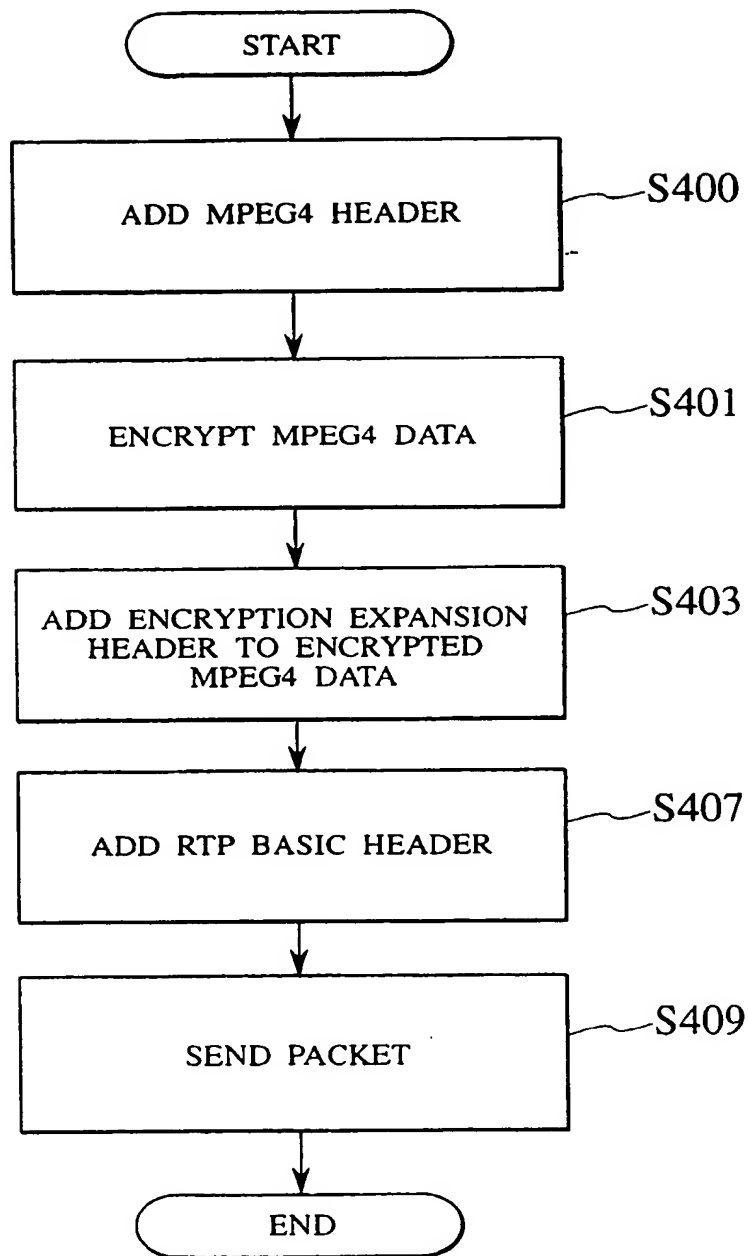 START
ADD MPEG4 HEADER
S400
ENCRYPT MPEG4 DATA
S401
ADD ENCRYPTION EXPANSION
HEADER TO ENCRYPTED
MPEG4 DATA
S403
ADD RTP BASIC HEADER
S407
SEND PACKET
S409
END